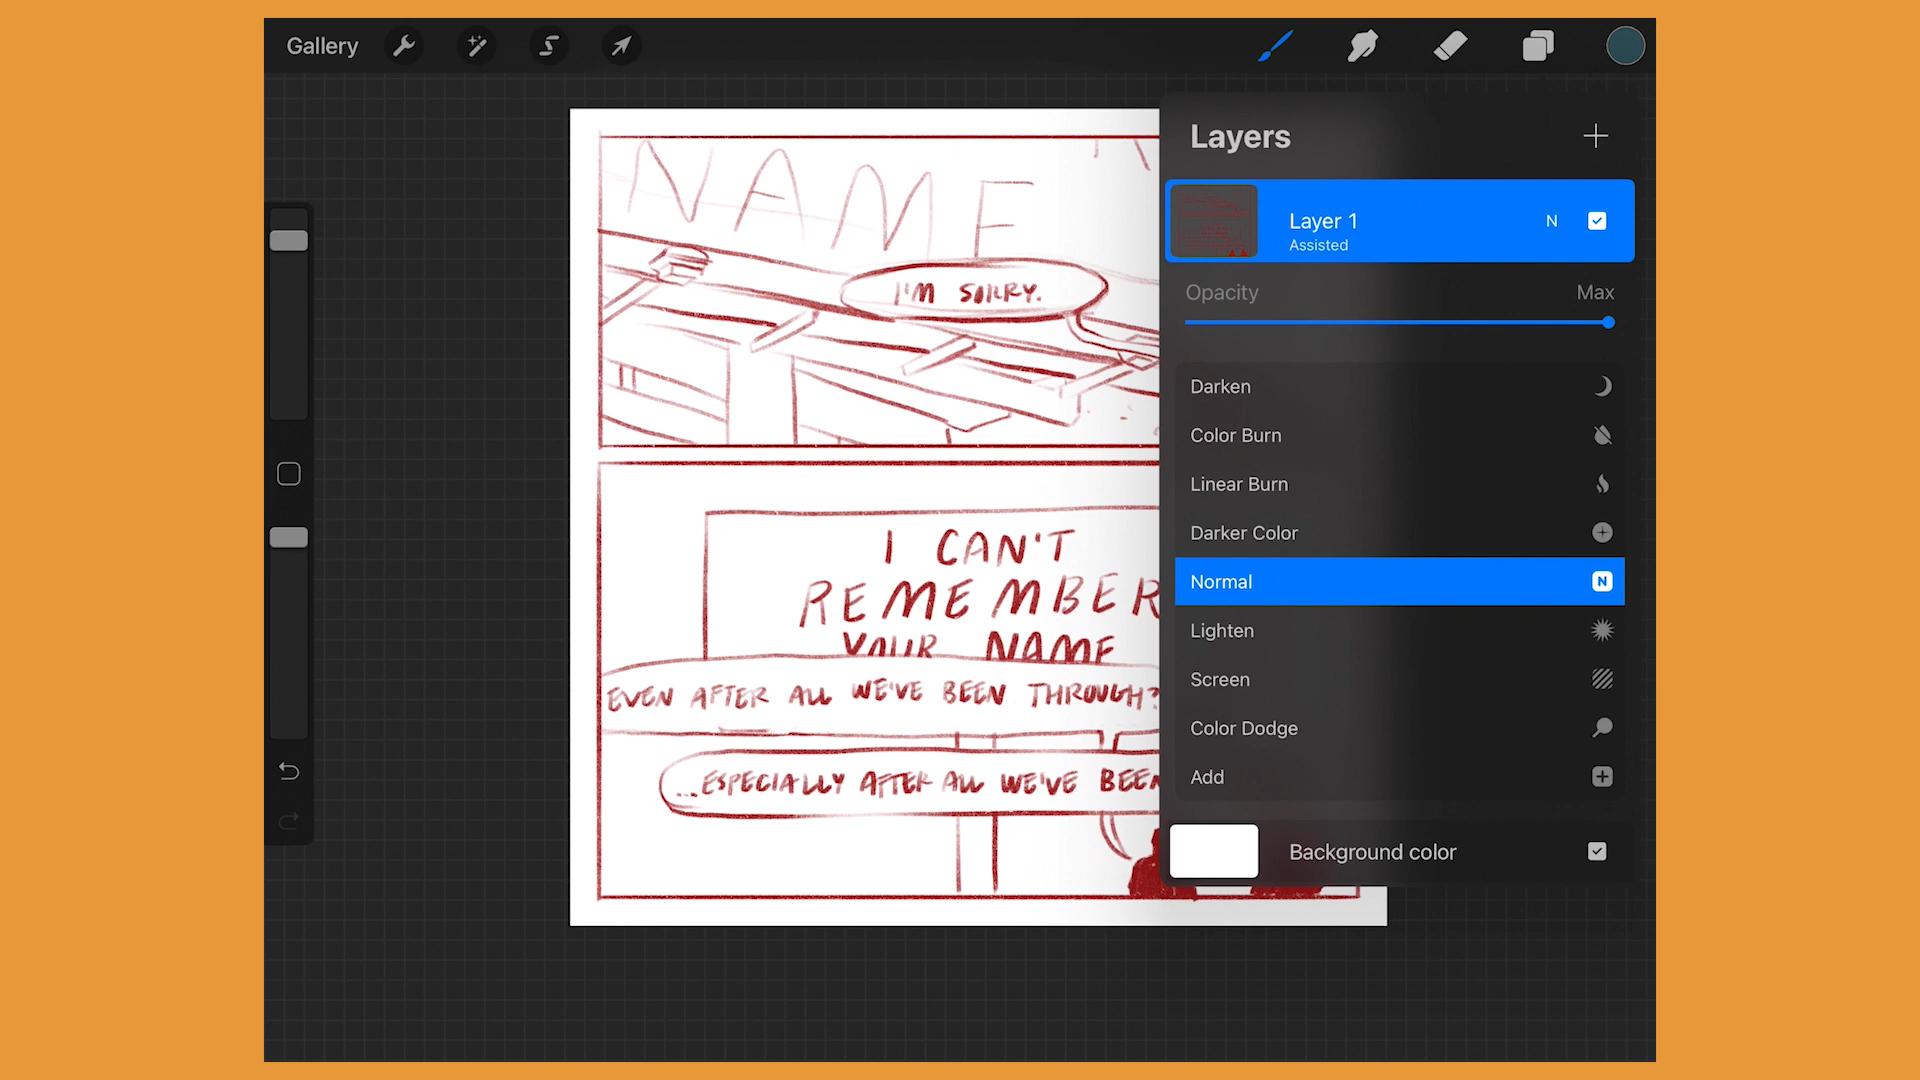 Gallery
Layers
Layer 1
N
Assisted
Opacity
Max
Darken
Color Burn
Linear Burn
Darker Color
Normal
N
Lighten
Screen
Color Dodge
Add
Background color
NAME
I'M SORRY.
I CAN'T
REMEMBER
YOUR NAME
EVEN AFTER ALL WE'VE BEEN THROUGH?
...ESPECIALLY AFTER ALL WE'VE BEEN